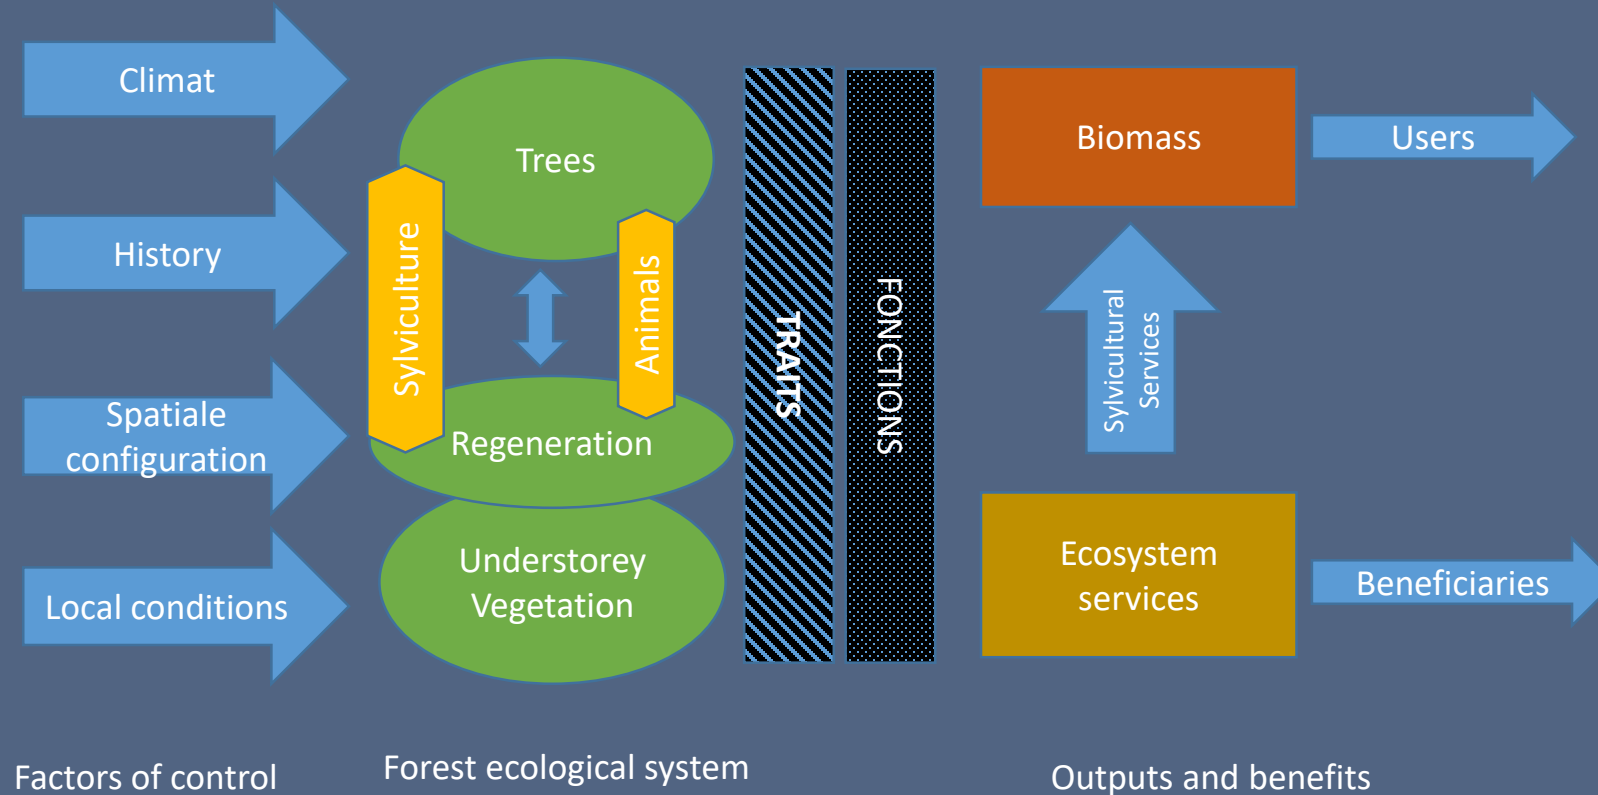 Climat
History
Spatiale
configuration
Local conditions
Trees
Sylviculture
Animals
Regeneration
Understorey
Vegetation
TRAITS
FONCTIONS
Biomass
Users
Sylvicultural
Services
Ecosystem
services
Beneficiaries
Factors of control
Forest ecological system
Outputs and benefits